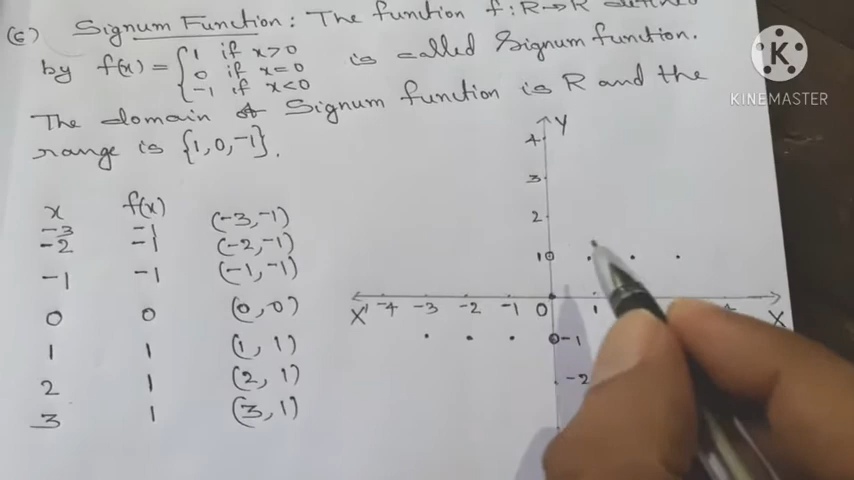 (6) Signum Function: The function f: R→R defined
by f(x) = { 1 if x>0
0 if x=0
-1 if x<0
is called Signum function.
The domain of Signum function is R and the
range is {1, 0, -1}.
x f(x)
-3 -1 (-3, -1)
-2 -1 (-2, -1)
-1 -1 (-1, -1)
0 0 (0, 0)
1 1 (1, 1)
2 1 (2, 1)
3 1 (3, 1)
Y
4
3
2
1
X' -4 -3 -2 -1 0 1 X
-1
-2
K
KINEMASTER